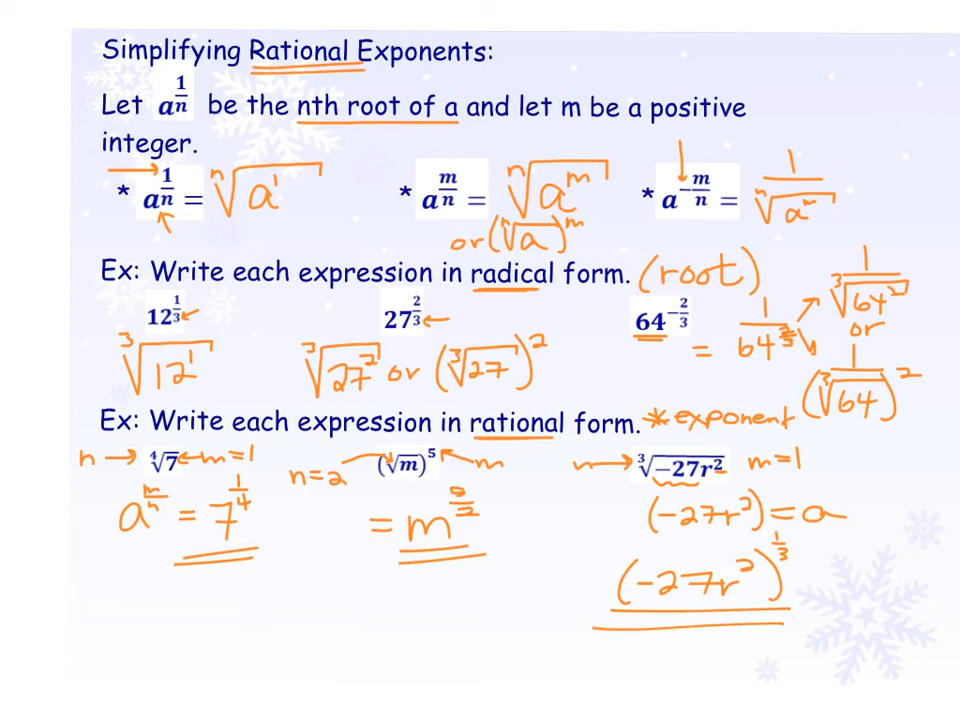 Simplifying Rational Exponents:
Let a^(1/n) be the nth root of a and let m be a positive
integer.
* a^(1/n) = ⁿ√(a¹)
* a^(m/n) = ⁿ√(a^m)
or (ⁿ√a)^m
* a^(-m/n) = 1/ⁿ√(a^m)
Ex: Write each expression in radical form. (root)
12^(1/3)
³√(12¹)
27^(2/3) ←
³√(27²) or (³√27)²
64^(-2/3)
= 1/64^(2/3)
1/³√(64²)
or
1/(³√64)²
Ex: Write each expression in rational form. * exponent
n → ⁴√7 ← m=1
a^(m/n) = 7^(1/4)
n=2 (√m)⁵ ← m
= m^(5/2)
n → ³√(-27r²) m=1
(-27r²) = a
(-27r²)^(1/3)